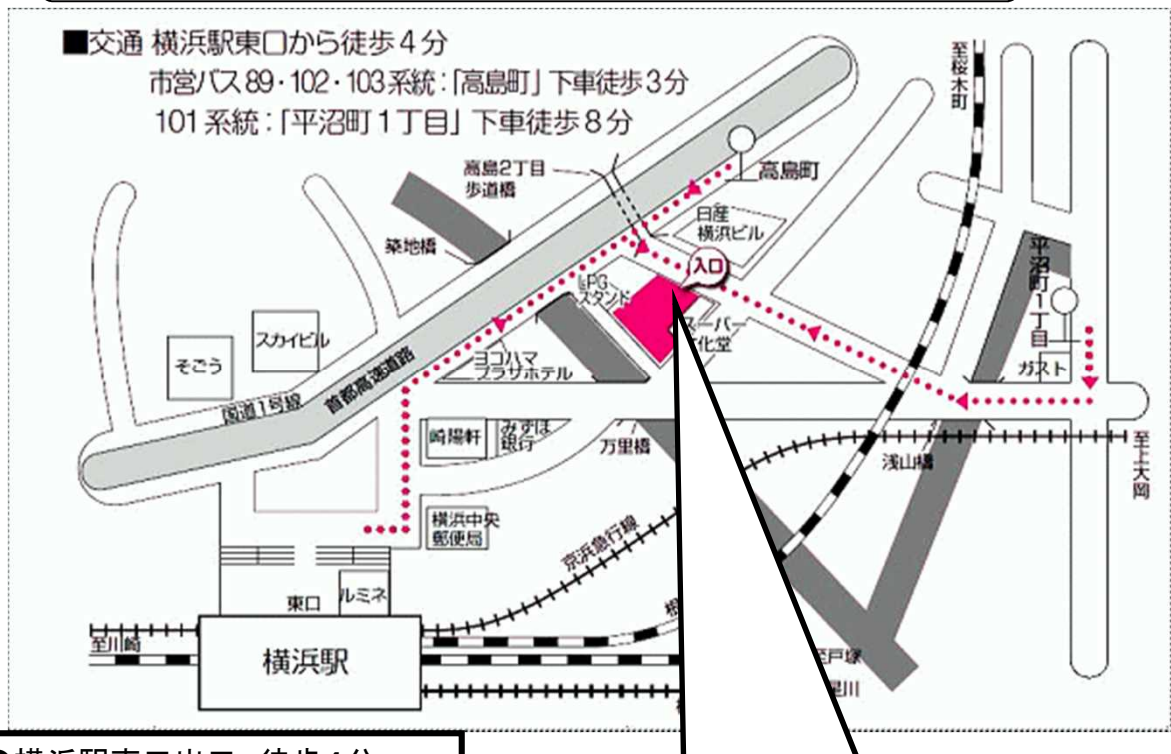 ■交通 横浜駅東口から徒歩4分
市営バス89・102・103系統：「高島町」下車徒歩3分
101系統：「平沼町1丁目」下車徒歩8分
至桜木町
高島2丁目
歩道橋
高島町
日産
横浜ビル
築地橋
入口
LPG
スタンド
平沼町1丁目
スカイビル
そごう
ヨコハマ
プラザホテル
ガスト
首都高速道路
国道1号線
崎陽軒
みずほ
銀行
万里橋
浅山橋
至上大岡
横浜中央
郵便局
京浜急行線
東口
ルミネ
至川崎
横浜駅
至戸塚